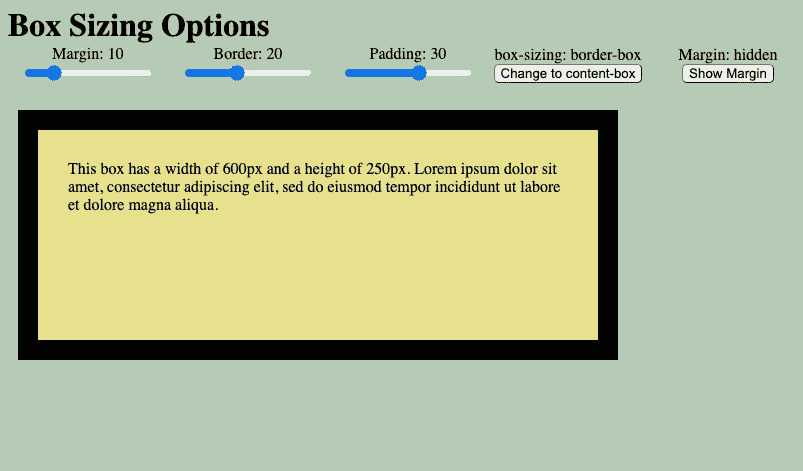 Box Sizing Options
Margin: 10
Border: 20
Padding: 30
box-sizing: border-box
Margin: hidden
Change to content-box
Show Margin
This box has a width of 600px and a height of 250px. Lorem ipsum dolor sit
amet, consectetur adipiscing elit, sed do eiusmod tempor incididunt ut labore
et dolore magna aliqua.